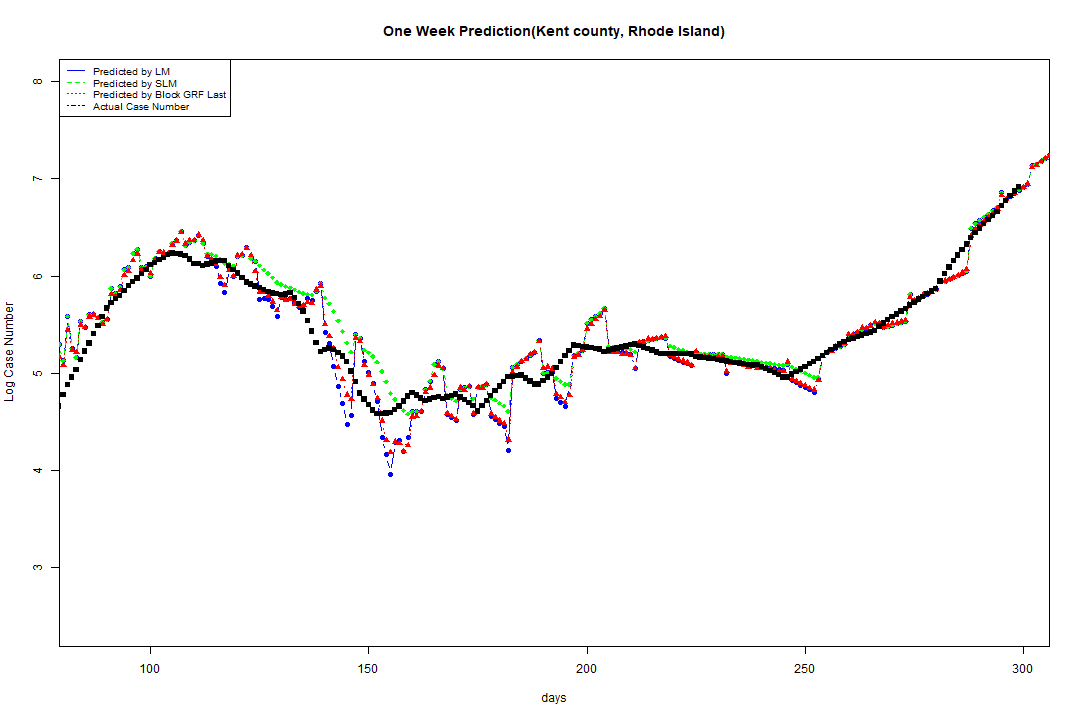 One Week Prediction(Kent county, Rhode Island)
Predicted by LM
Predicted by SLM
Predicted by Block GRF Last
Actual Case Number
8
7
6
5
4
3
Log Case Number
100 150 200 250 300
days